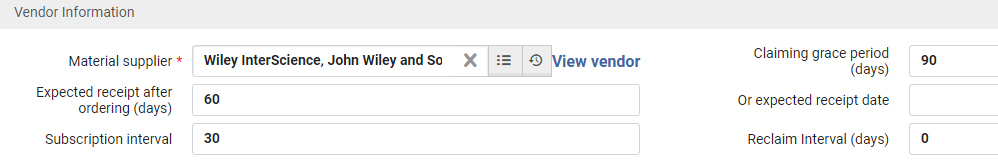 Vendor Information
Material supplier * Wiley InterScience, John Wiley and So View vendor
Claiming grace period (days) 90
Expected receipt after ordering (days) 60
Or expected receipt date
Subscription interval 30
Reclaim Interval (days) 0